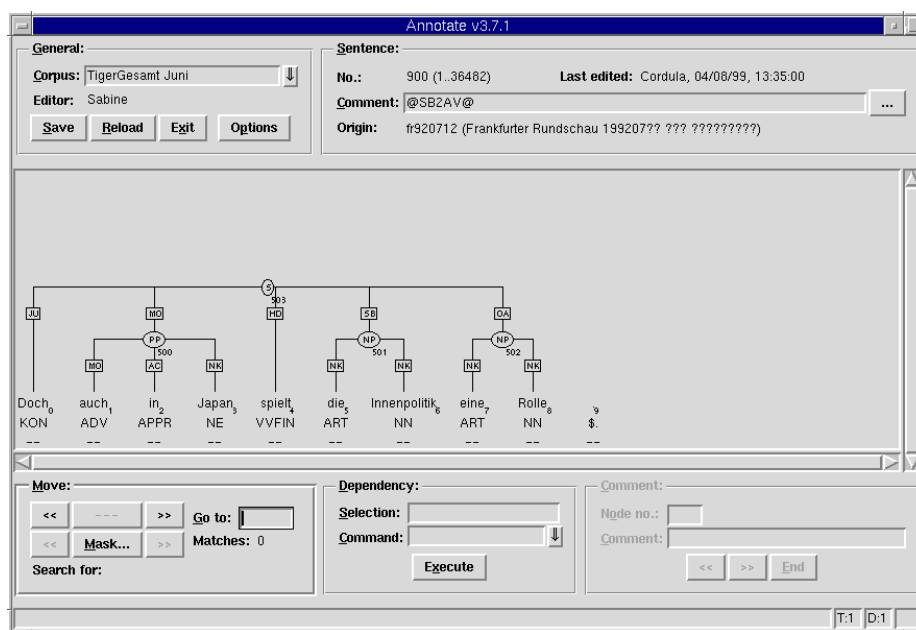 Annotate v3.7.1
General:
Corpus: TigerGesamt Juni
Editor: Sabine
Save Reload Exit Options
Sentence:
No.: 900 (1..36482) Last edited: Cordula, 04/08/99, 13:35:00
Comment: @SB2AV@ ...
Origin: fr920712 (Frankfurter Rundschau 199207?? ??? ?????????)
S
503
JU MO HD SB OA
PP NP NP
500 501 502
MO AC NK NK NK NK NK
Doch0 auch1 in2 Japan3 spielt4 die5 Innenpolitik6 eine7 Rolle8 .9
KON ADV APPR NE VVFIN ART NN ART NN $.
-- -- -- -- -- -- -- -- -- --
Move:
<< --- >> Go to:
<< Mask... >> Matches: 0
Search for:
Dependency:
Selection:
Command:
Execute
Comment:
Node no.:
Comment:
<< >> End
T:1 D:1